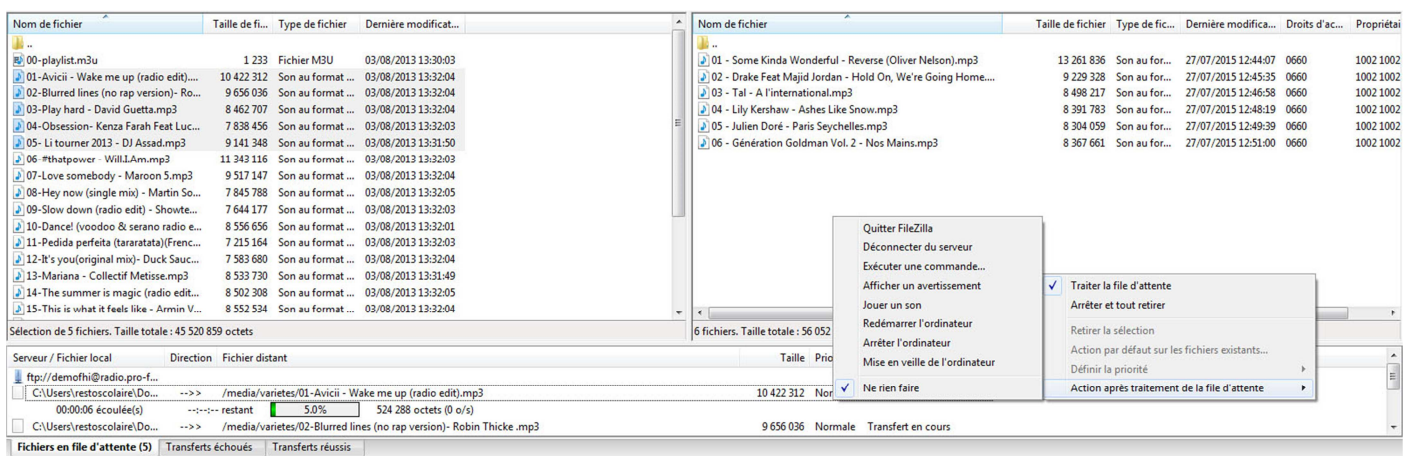 Nom de fichier Taille de fi... Type de fichier Dernière modificat...
..
00-playlist.m3u 1 233 Fichier M3U 03/08/2013 13:30:03
01-Avicii - Wake me up (radio edit).... 10 422 312 Son au format ... 03/08/2013 13:32:04
02-Blurred lines (no rap version)- Ro... 9 656 036 Son au format ... 03/08/2013 13:32:04
03-Play hard - David Guetta.mp3 8 462 707 Son au format ... 03/08/2013 13:32:04
04-Obsession- Kenza Farah Feat Luc... 7 838 456 Son au format ... 03/08/2013 13:32:03
05- Li tourner 2013 - DJ Assad.mp3 9 141 348 Son au format ... 03/08/2013 13:31:50
06-#thatpower - Will.I.Am.mp3 11 343 116 Son au format ... 03/08/2013 13:32:03
07-Love somebody - Maroon 5.mp3 9 517 147 Son au format ... 03/08/2013 13:32:04
08-Hey now (single mix) - Martin So... 7 845 788 Son au format ... 03/08/2013 13:32:05
09-Slow down (radio edit) - Showte... 7 644 177 Son au format ... 03/08/2013 13:32:03
10-Dance! (voodoo & serano radio e... 8 556 656 Son au format ... 03/08/2013 13:32:01
11-Pedida perfeita (tararatata)(Frenc... 7 215 164 Son au format ... 03/08/2013 13:32:03
12-It's you(original mix)- Duck Sauc... 7 583 680 Son au format ... 03/08/2013 13:32:04
13-Mariana - Collectif Metisse.mp3 8 533 730 Son au format ... 03/08/2013 13:31:49
14-The summer is magic (radio edit... 8 502 308 Son au format ... 03/08/2013 13:32:05
15-This is what it feels like - Armin V... 8 552 534 Son au format ... 03/08/2013 13:32:04
Sélection de 5 fichiers. Taille totale : 45 520 859 octets
Nom de fichier Taille de fichier Type de fic... Dernière modifica... Droits d'ac... Propriétai
..
01 - Some Kinda Wonderful - Reverse (Oliver Nelson).mp3 13 261 836 Son au for... 27/07/2015 12:44:07 0660 1002 1002
02 - Drake Feat Majid Jordan - Hold On, We're Going Home.... 9 229 328 Son au for... 27/07/2015 12:45:35 0660 1002 1002
03 - Tal - A l'international.mp3 8 498 217 Son au for... 27/07/2015 12:46:58 0660 1002 1002
04 - Lily Kershaw - Ashes Like Snow.mp3 8 391 783 Son au for... 27/07/2015 12:48:19 0660 1002 1002
05 - Julien Doré - Paris Seychelles.mp3 8 304 059 Son au for... 27/07/2015 12:49:39 0660 1002 1002
06 - Génération Goldman Vol. 2 - Nos Mains.mp3 8 367 661 Son au for... 27/07/2015 12:51:00 0660 1002 1002
6 fichiers. Taille totale : 56 052
Quitter FileZilla
Déconnecter du serveur
Exécuter une commande...
Afficher un avertissement
Jouer un son
Redémarrer l'ordinateur
Arrêter l'ordinateur
Mise en veille de l'ordinateur
Ne rien faire
Traiter la file d'attente
Arrêter et tout retirer
Retirer la sélection
Action par défaut sur les fichiers existants...
Définir la priorité
Action après traitement de la file d'attente
Serveur / Fichier local Direction Fichier distant Taille Prio
ftp://demofhi@radio.pro-f...
C:\Users\restoscolaire\Do... -->> /media/varietes/01-Avicii - Wake me up (radio edit).mp3 10 422 312 Nor
00:00:06 écoulée(s) --:--:-- restant 5.0% 524 288 octets (0 o/s)
C:\Users\restoscolaire\Do... -->> /media/varietes/02-Blurred lines (no rap version)- Robin Thicke .mp3 9 656 036 Normale Transfert en cours
Fichiers en file d'attente (5) Transferts échoués Transferts réussis